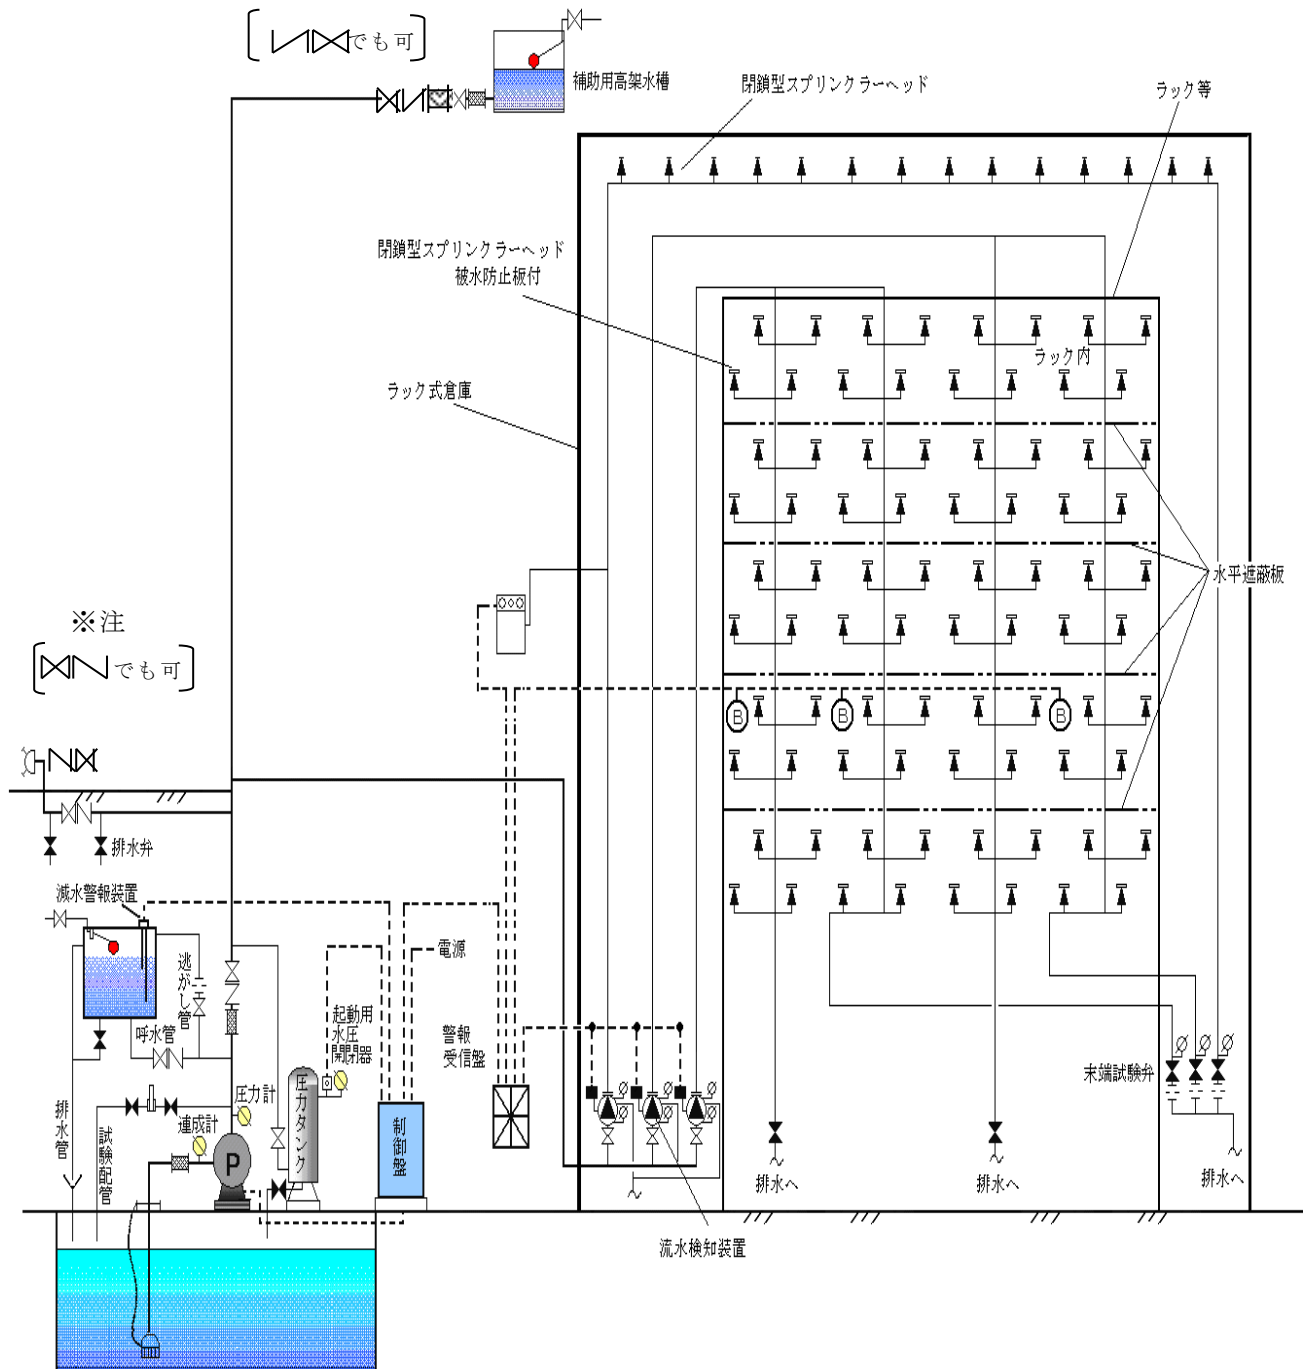 でも可
補助用高架水槽
閉鎖型スプリンクラーヘッド
ラック等
閉鎖型スプリンクラーヘッド
被水防止板付
ラック内
ラック式倉庫
水平遮蔽板
※注
でも可
B
B
B
排水弁
減水警報装置
電源
逃がし管
起動用
水圧
開閉器
呼水管
警報
受信盤
末端試験弁
圧力計
連成計
圧力タンク
制御盤
排水管
試験配管
P
排水へ
排水へ
排水へ
流水検知装置